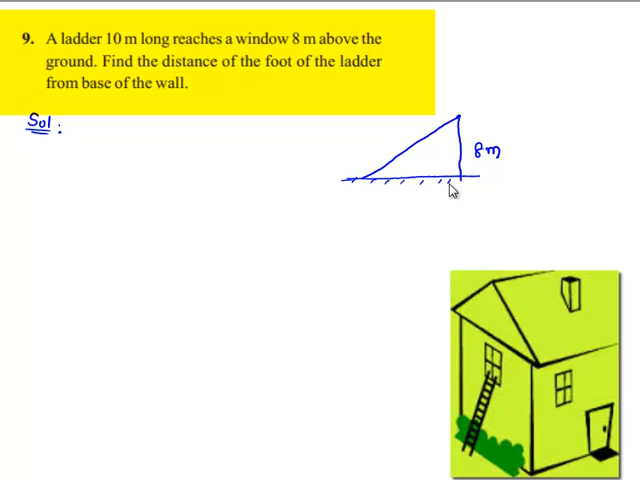 9. A ladder 10 m long reaches a window 8 m above the
ground. Find the distance of the foot of the ladder
from base of the wall.
Sol :
8m